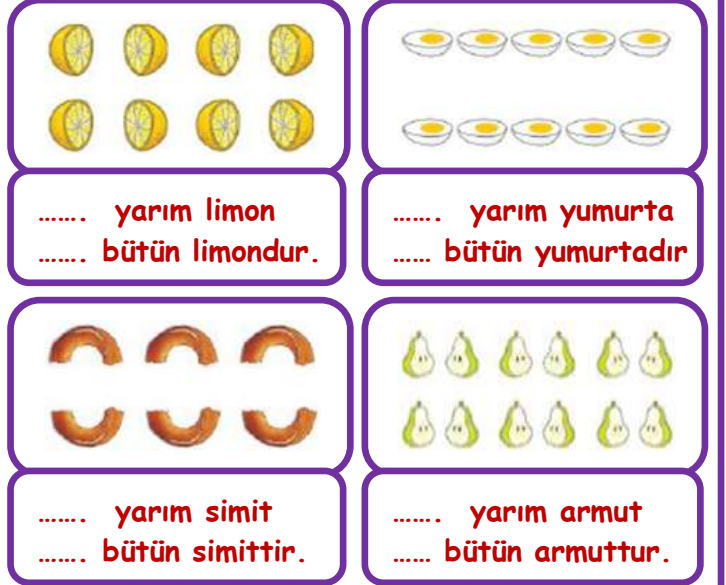 ....... yarım limon
....... bütün limondur.
....... yarım yumurta
...... bütün yumurtadır
....... yarım simit
....... bütün simittir.
....... yarım armut
...... bütün armuttur.